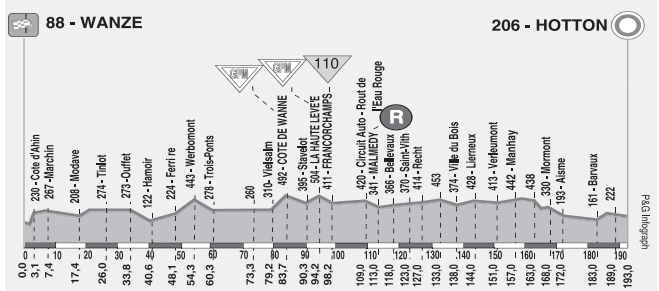 88 - WANZE
206 - HOTTON
GPM
GPM
110
R
230 - Cote d'Ahin
267 - Marchin
208 - Modave
274 - Tinlot
273 - Ouffet
122 - Hamoir
224 - Ferri re
443 - Werbomont
278 - Trois-Ponts
260
310 - Vielsalm
492 - COTE DE WANNE
395 - Stavelot
504 - LA HAUTE LEVEE
411 - FRANCORCHAMPS
420 - Circuit Auto - Rout de
l'Eau Rouge
341 - MALMEDY
366 - Bellevaux
370 - Saint-Vith
414 - Recht
453
374 - Ville du Bois
428 - Lierneux
413 - Verleumont
442 - Manhay
438
330 - Mormont
193 - Aisme
161 - Barvaux
222
P&G Infograph
0 10 20 30 40 50 60 70 80 90 100 110 120 130 140 150 160 170 180 190
0,0 3,1 7,4 17,4 26,0 33,8 40,6 48,1 54,3 60,3 73,3 79,2 83,7 90,3 94,2 98,2 109,0 113,0 118,0 123,0 127,0 133,0 138,0 144,0 151,0 157,0 163,0 168,0 172,0 183,0 189,0 193,0